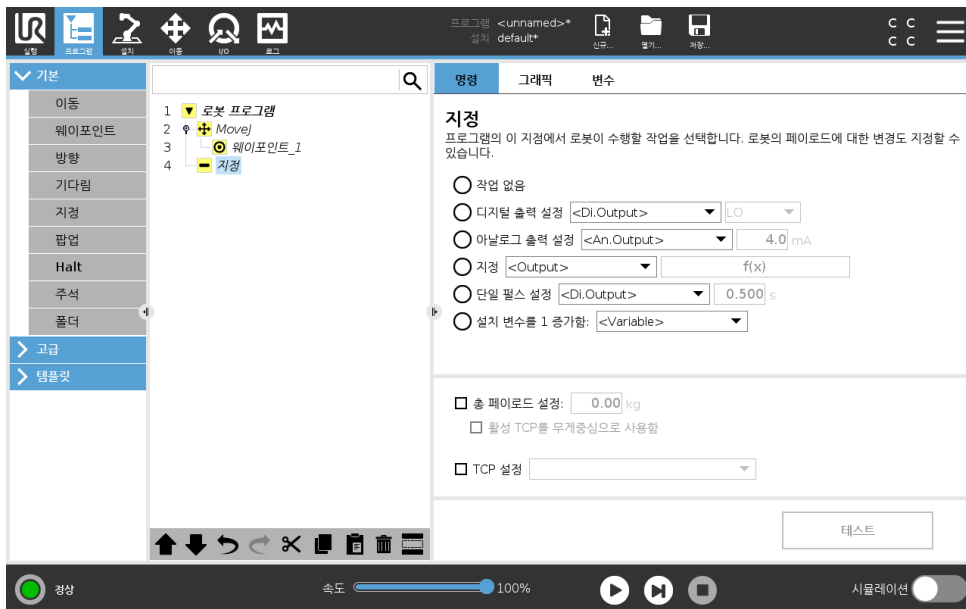 프로그램 <unnamed>*
설치 default*
신규...
열기...
저장...
C C
C C
UR
실행
프로그램
설치
이동
I/O
로그
기본
이동
웨이포인트
방향
기다림
지정
팝업
Halt
주석
폴더
고급
템플릿
1 로봇 프로그램
2 MoveJ
3 웨이포인트_1
4 지정
명령 그래픽 변수
지정
프로그램의 이 지점에서 로봇이 수행할 작업을 선택합니다. 로봇의 페이로드에 대한 변경도 지정할 수
있습니다.
작업 없음
디지털 출력 설정 <Di.Output> LO
아날로그 출력 설정 <An.Output> 4.0 mA
지정 <Output> f(x)
단일 펄스 설정 <Di.Output> 0.500 s
설치 변수를 1 증가함: <Variable>
총 페이로드 설정: 0.00 kg
활성 TCP를 무게중심으로 사용함
TCP 설정
테스트
정상
속도 100%
시뮬레이션